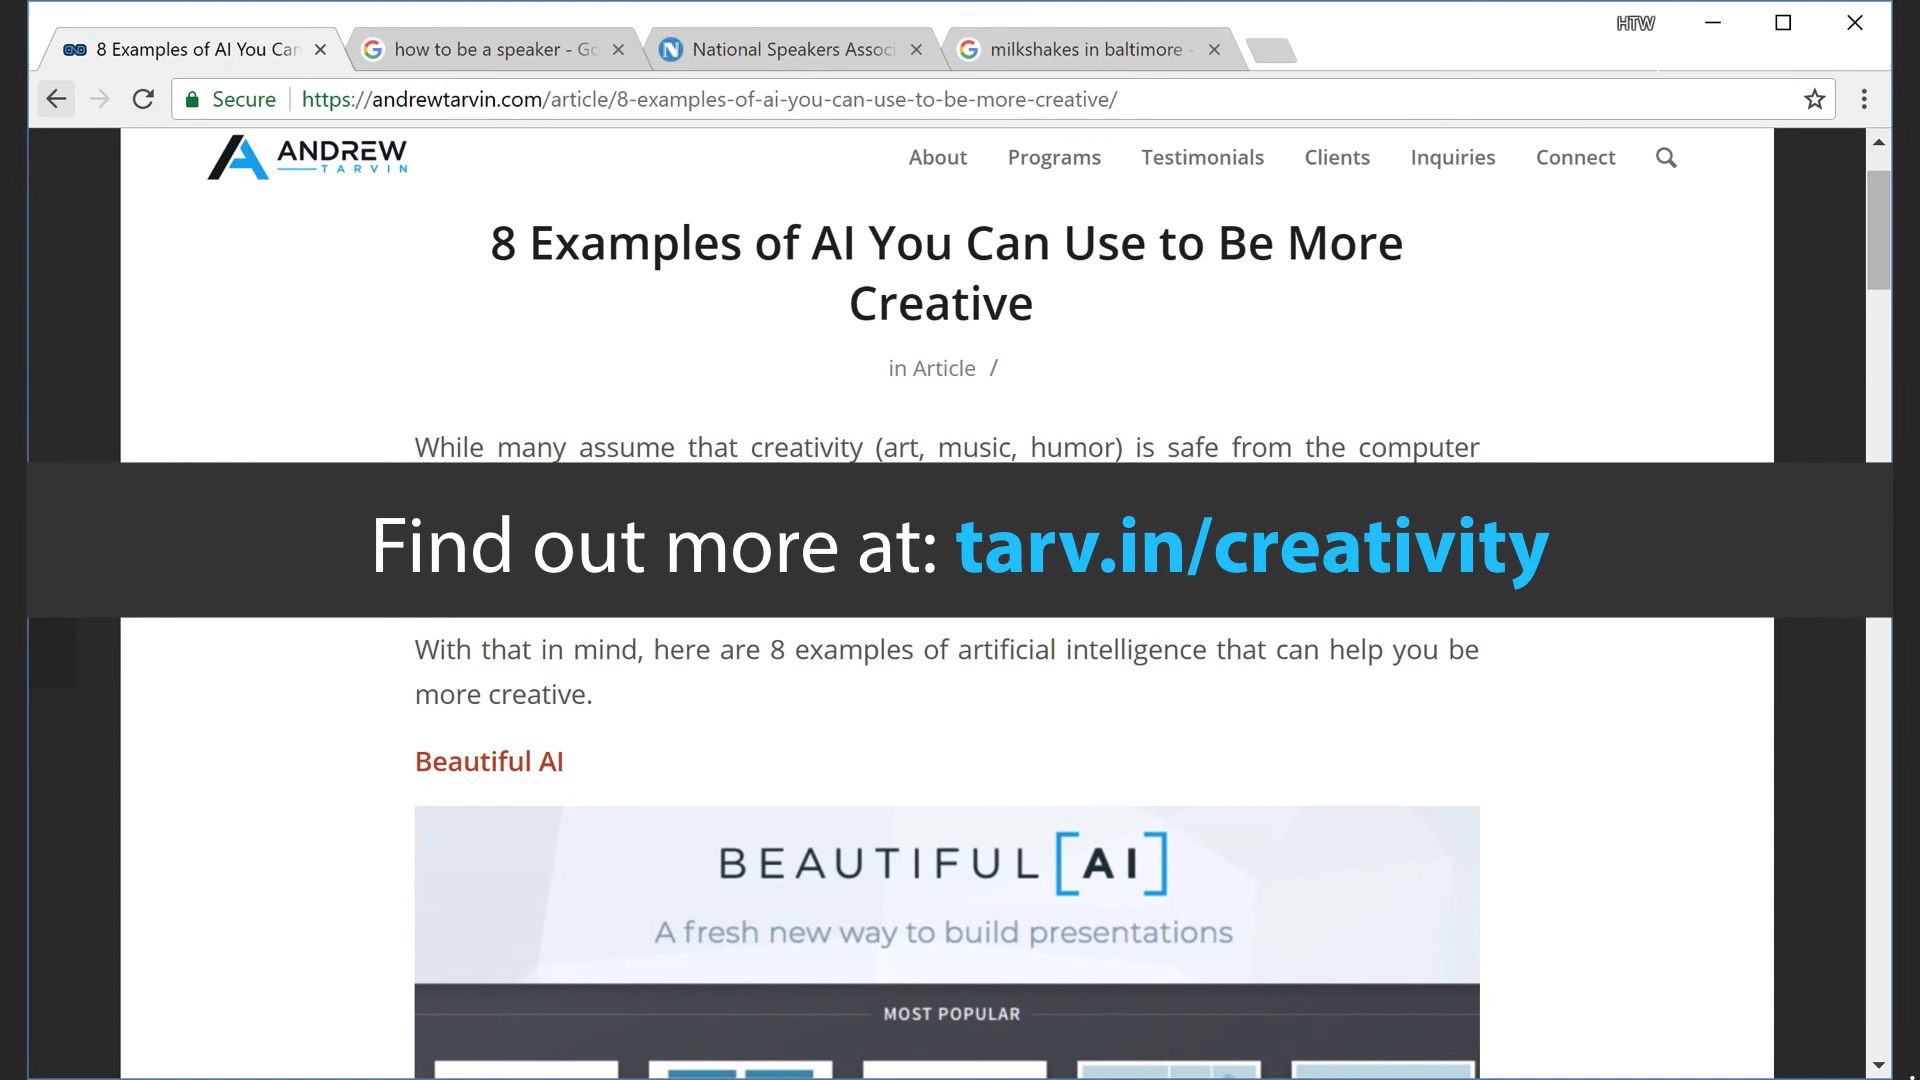 HTW
8 Examples of AI You Can
how to be a speaker - Go
National Speakers Associ
milkshakes in baltimore -
Secure
https://andrewtarvin.com/article/8-examples-of-ai-you-can-use-to-be-more-creative/
ANDREW
TARVIN
About Programs Testimonials Clients Inquiries Connect
8 Examples of AI You Can Use to Be More
Creative
in Article /
While many assume that creativity (art, music, humor) is safe from the computer
Find out more at: tarv.in/creativity
With that in mind, here are 8 examples of artificial intelligence that can help you be
more creative.
Beautiful AI
BEAUTIFUL [AI]
A fresh new way to build presentations
MOST POPULAR